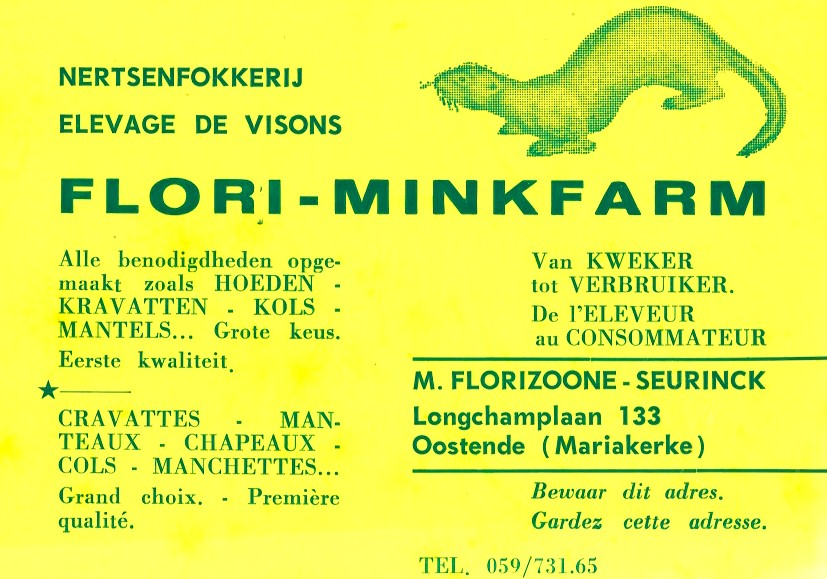 NERTSENFOKKERIJ
ELEVAGE DE VISONS
FLORI-MINKFARM
Alle benodigdheden opge-
maakt zoals HOEDEN -
KRAVATTEN - KOLS -
MANTELS... Grote keus.
Eerste kwaliteit.
CRAVATTES - MAN-
TEAUX - CHAPEAUX -
COLS - MANCHETTES...
Grand choix. - Première
qualité.
Van KWEKER
tot VERBRUIKER.
De l'ELEVEUR
au CONSOMMATEUR
M. FLORIZOONE - SEURINCK
Longchamplaan 133
Oostende (Mariakerke)
Bewaar dit adres.
Gardez cette adresse.
TEL. 059/731.65